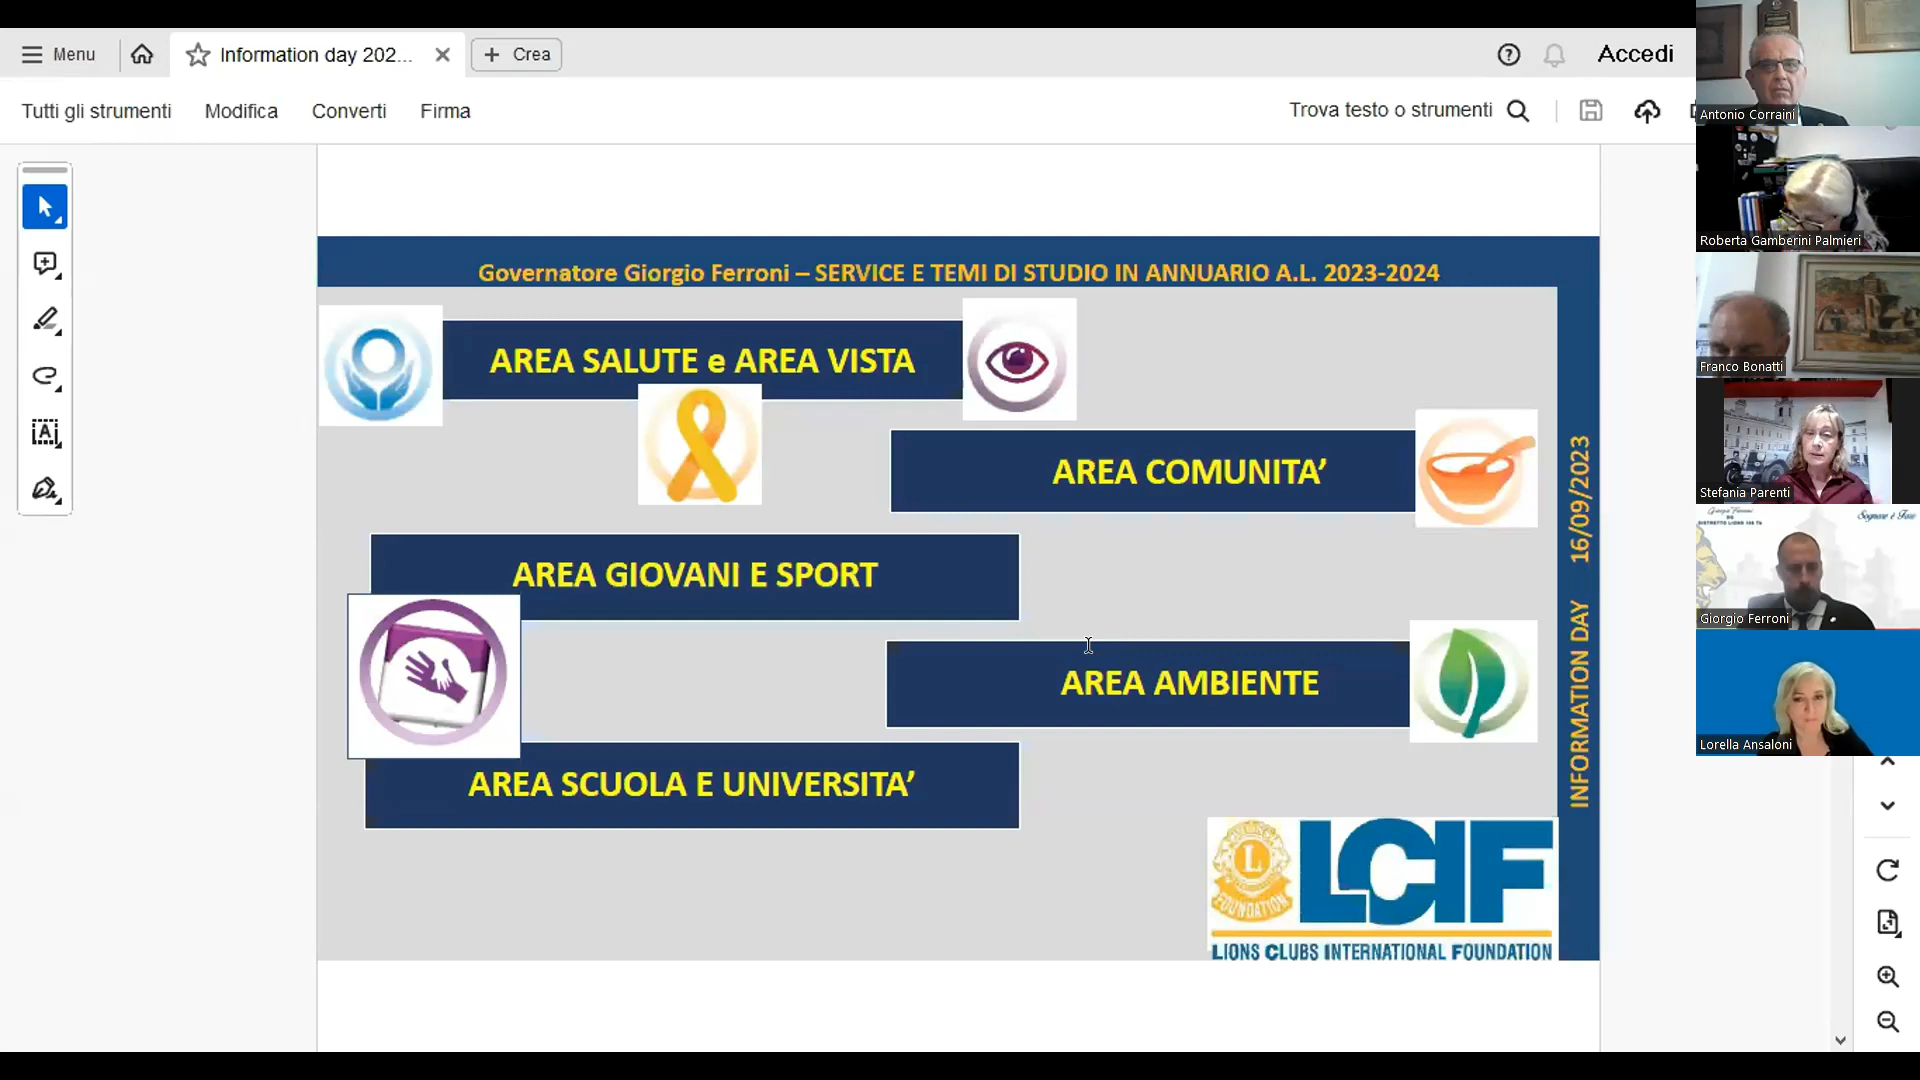 Menu
Information day 202...
Crea
Accedi
Tutti gli strumenti
Modifica
Converti
Firma
Trova testo o strumenti
Governatore Giorgio Ferroni – SERVICE E TEMI DI STUDIO IN ANNUARIO A.L. 2023-2024
AREA SALUTE e AREA VISTA
AREA COMUNITA’
AREA GIOVANI E SPORT
AREA AMBIENTE
AREA SCUOLA E UNIVERSITA’
INFORMATION DAY 16/09/2023
L
FOUNDATION
LCIF
LIONS CLUBS INTERNATIONAL FOUNDATION
Antonio Corraini
Roberta Gamberini Palmieri
Franco Bonatti
Stefania Parenti
Giorgio Ferroni
Lorella Ansaloni